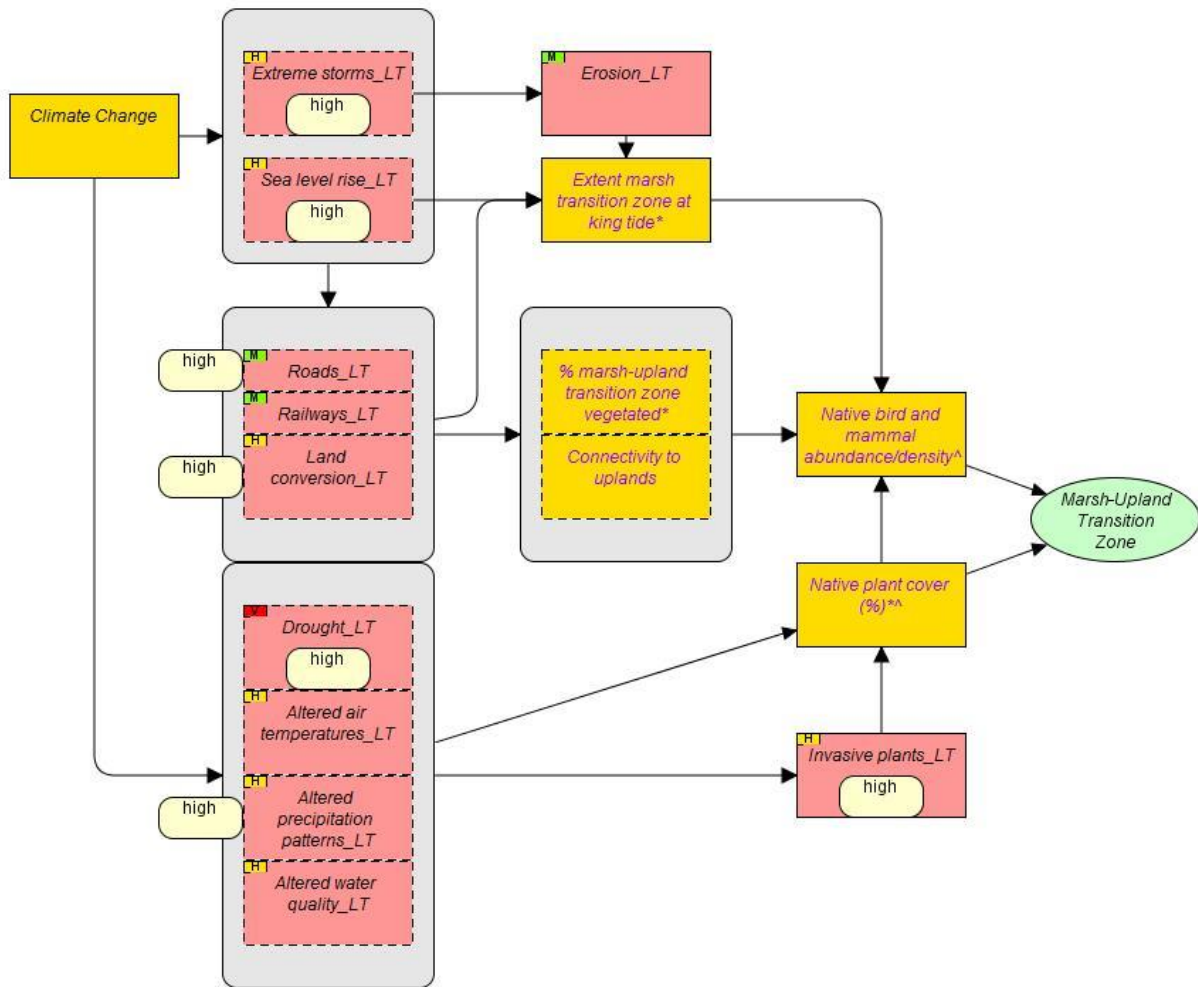 H
Extreme storms_LT
high
M
Erosion_LT
Climate Change
H
Sea level rise_LT
high
Extent marsh
transition zone at
king tide*
high
M
Roads_LT
M
Railways_LT
high
H
Land
conversion_LT
% marsh-upland
transition zone
vegetated*
Connectivity to
uplands
Native bird and
mammal
abundance/density^
Marsh-Upland
Transition
Zone
Native plant cover
(%)*^
V
Drought_LT
high
H
Altered air
temperatures_LT
high
H
Altered
precipitation
patterns_LT
H
Altered water
quality_LT
H
Invasive plants_LT
high